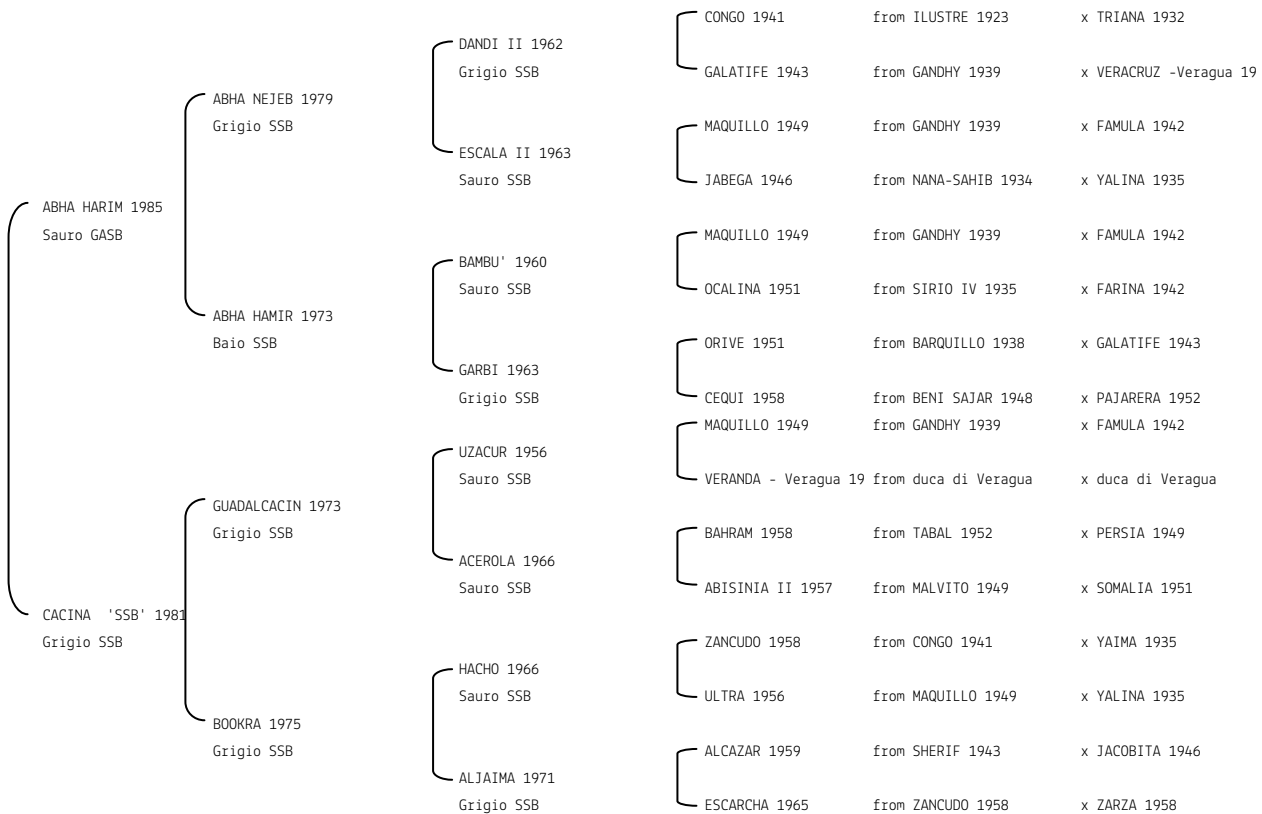 CONGO 1941 from ILUSTRE 1923 x TRIANA 1932
DANDI II 1962
Grigio SSB GALATIFE 1943 from GANDHY 1939 x VERACRUZ -Veragua 19
ABHA NEJEB 1979
Grigio SSB MAQUILLO 1949 from GANDHY 1939 x FAMULA 1942
ESCALA II 1963
Sauro SSB JABEGA 1946 from NANA-SAHIB 1934 x YALINA 1935
ABHA HARIM 1985
Sauro GASB MAQUILLO 1949 from GANDHY 1939 x FAMULA 1942
BAMBU' 1960
Sauro SSB OCALINA 1951 from SIRIO IV 1935 x FARINA 1942
ABHA HAMIR 1973
Baio SSB ORIVE 1951 from BARQUILLO 1938 x GALATIFE 1943
GARBI 1963
Grigio SSB CEQUI 1958 from BENI SAJAR 1948 x PAJARERA 1952
MAQUILLO 1949 from GANDHY 1939 x FAMULA 1942
UZACUR 1956
Sauro SSB VERANDA - Veragua 19 from duca di Veragua x duca di Veragua
GUADALCACIN 1973
Grigio SSB BAHRAM 1958 from TABAL 1952 x PERSIA 1949
ACEROLA 1966
Sauro SSB ABISINIA II 1957 from MALVITO 1949 x SOMALIA 1951
CACINA 'SSB' 1981
Grigio SSB ZANCUDO 1958 from CONGO 1941 x YAIMA 1935
HACHO 1966
Sauro SSB ULTRA 1956 from MAQUILLO 1949 x YALINA 1935
BOOKRA 1975
Grigio SSB ALCAZAR 1959 from SHERIF 1943 x JACOBITA 1946
ALJAIMA 1971
Grigio SSB ESCARCHA 1965 from ZANCUDO 1958 x ZARZA 1958